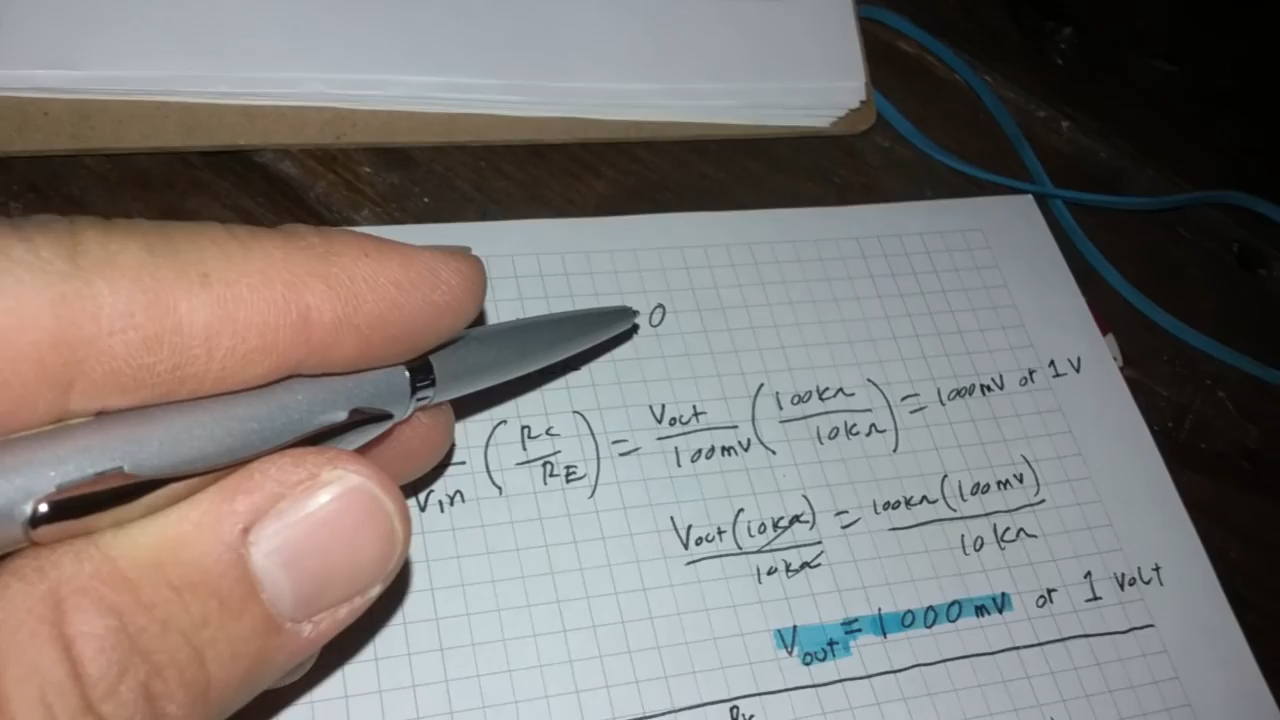 0
Vin (RC/RE) = Vout/100mV (100kΩ/10kΩ) = 1000mV or 1V
Vout(10kΩ)/10kΩ = 100kΩ(100mV)/10kΩ
Vout = 1000mV or 1 Volt